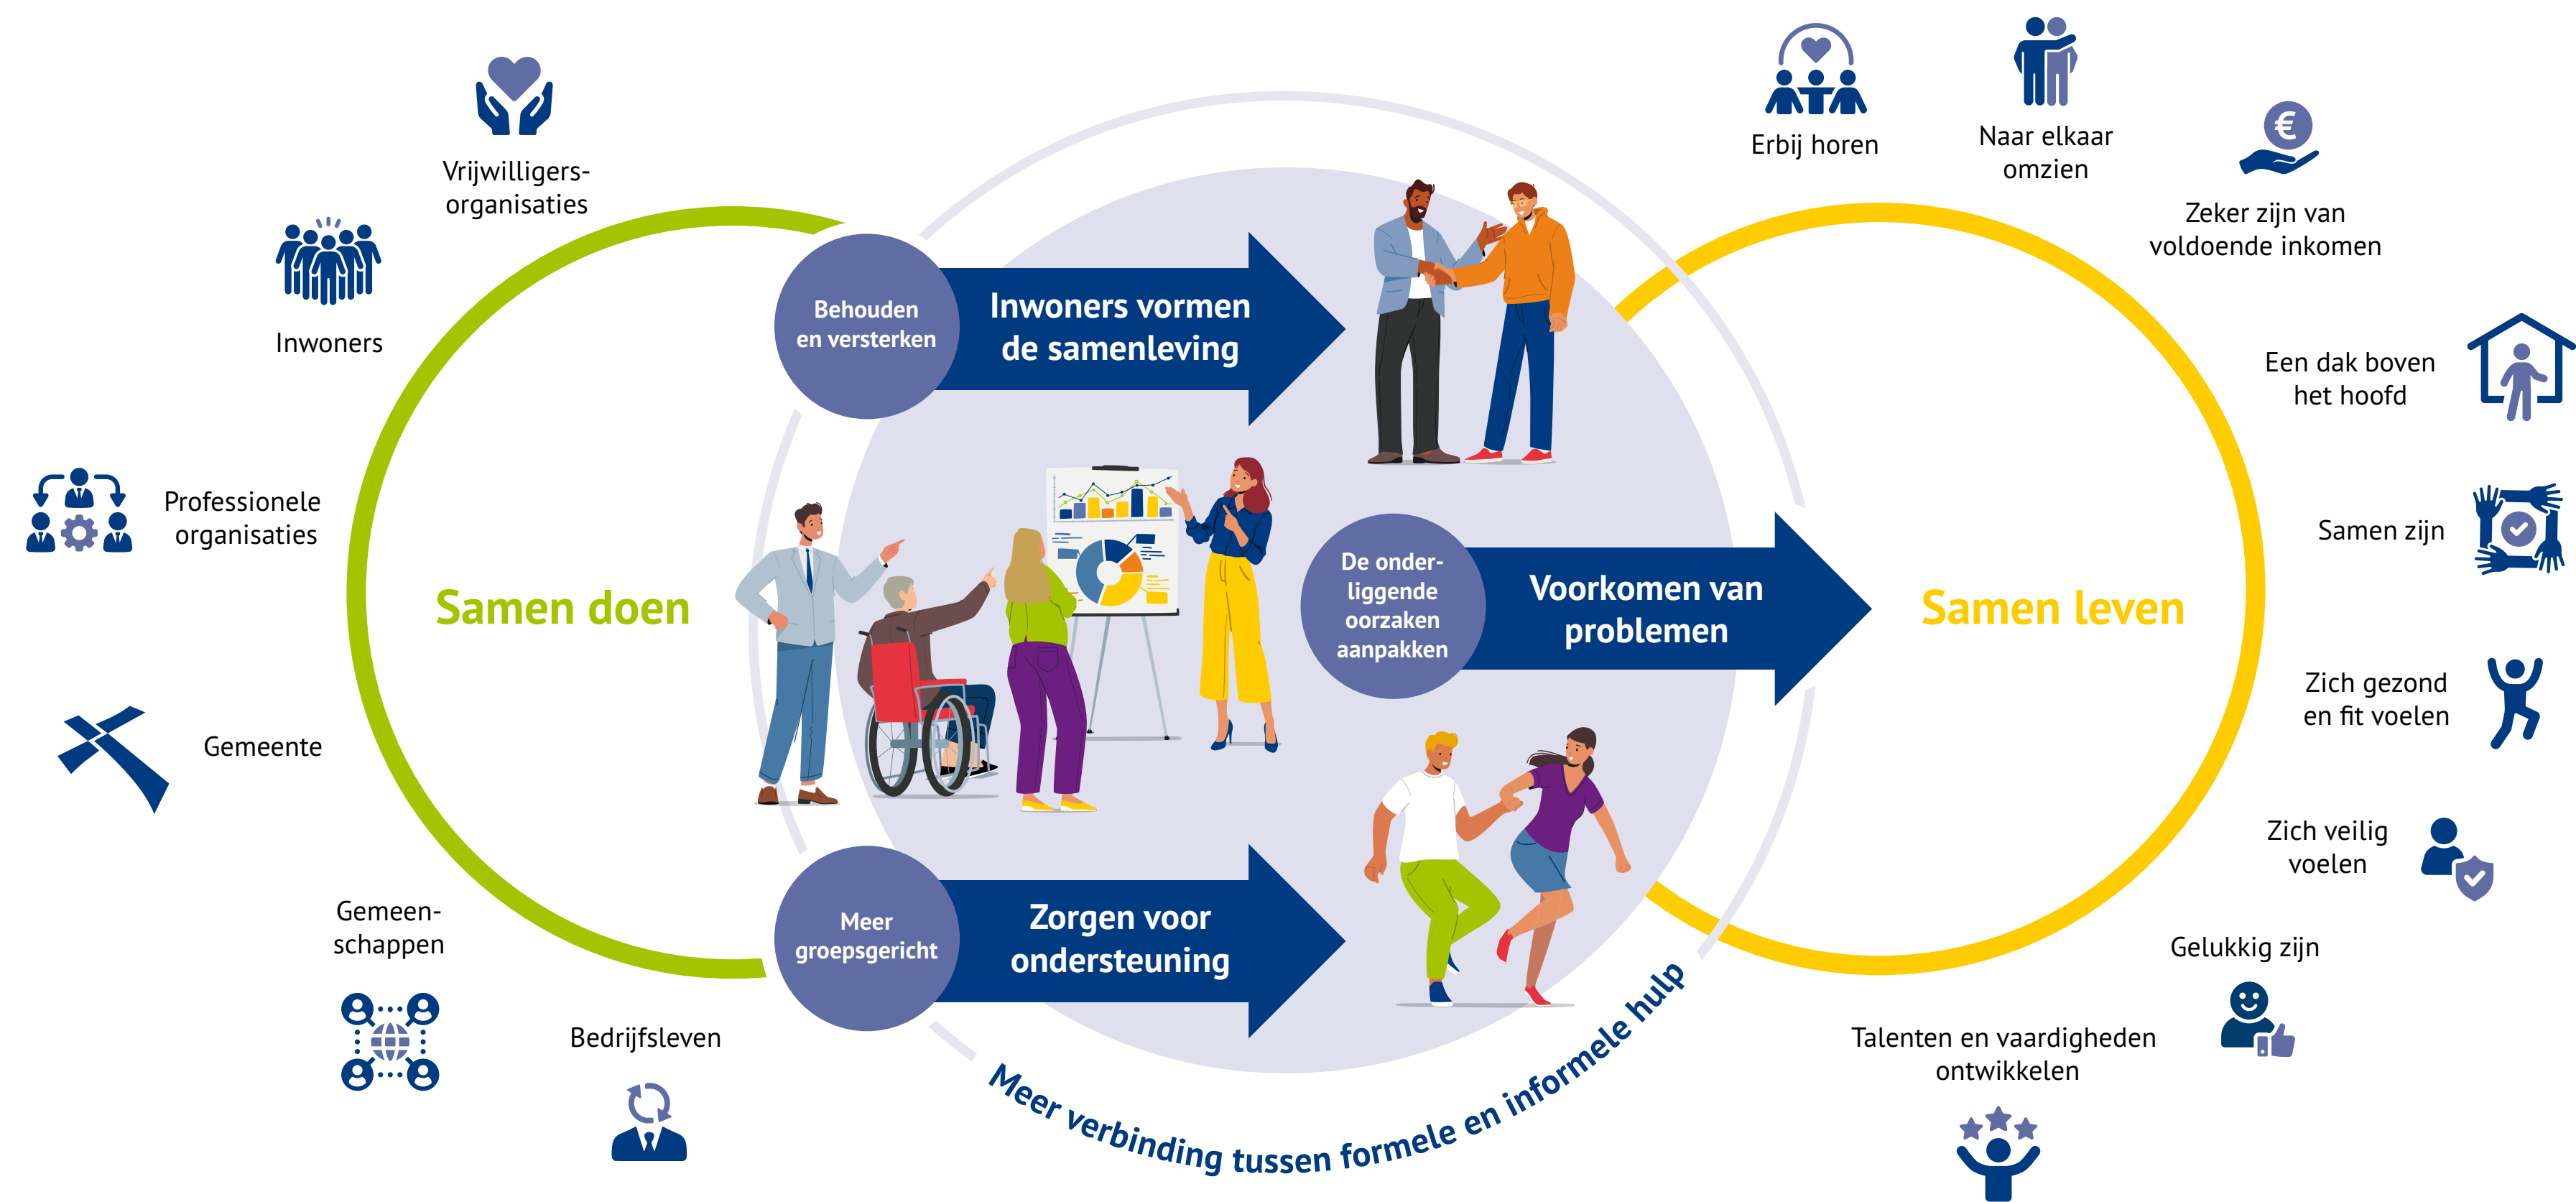 Vrijwilligers-
organisaties
Inwoners
Professionele
organisaties
Gemeente
Gemeen-
schappen
Bedrijfsleven
Samen doen
Behouden
en versterken
Inwoners vormen
de samenleving
De onder-
liggende
oorzaken
aanpakken
Voorkomen van
problemen
Meer
groepsgericht
Zorgen voor
ondersteuning
Meer verbinding tussen formele en informele hulp
Samen leven
Erbij horen
Naar elkaar
omzien
€
Zeker zijn van
voldoende inkomen
Een dak boven
het hoofd
Samen zijn
Zich gezond
en fit voelen
Zich veilig
voelen
Gelukkig zijn
Talenten en vaardigheden
ontwikkelen